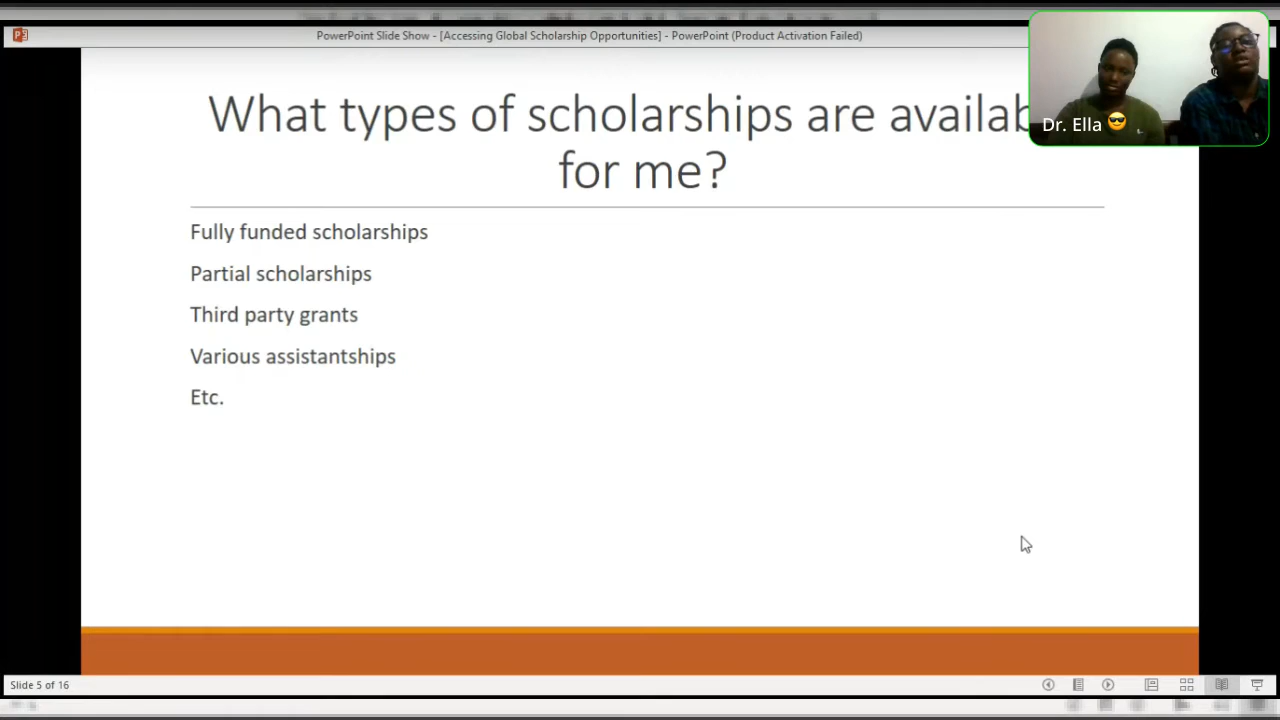 PowerPoint Slide Show - [Accessing Global Scholarship Opportunities] - PowerPoint (Product Activation Failed)
Dr. Ella 😎
What types of scholarships are availab
for me?
Fully funded scholarships
Partial scholarships
Third party grants
Various assistantships
Etc.
Slide 5 of 16